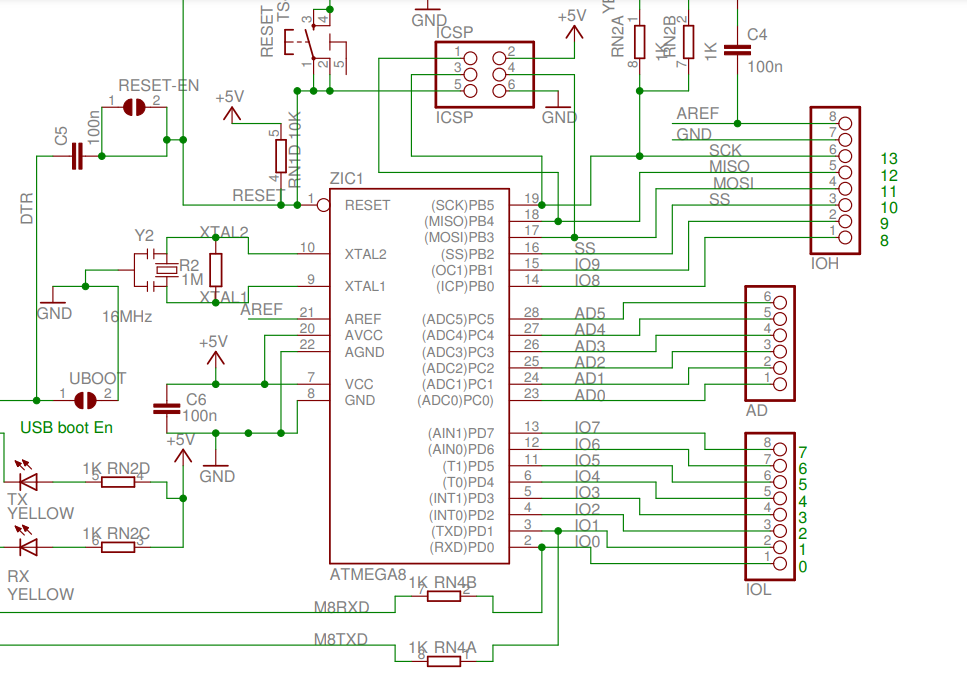 RESET
TS
3
4
1
2
5
GND
ICSP
1
2
3
4
5
6
ICSP
+5V
GND
RN2A
1
8
1K
RN2B
2
7
1K
C4
100n
RESET-EN
1
2
C5
100n
+5V
5
4
RN1D 10K
RESET
DTR
AREF
GND
SCK
MISO
MOSI
SS
8
7
6
5
4
3
2
1
13
12
11
10
9
8
IOH
ZIC1
1
RESET
10
XTAL2
9
XTAL1
21
AREF
20
AVCC
22
AGND
7
VCC
8
GND
(SCK)PB5
19
(MISO)PB4
18
(MOSI)PB3
17
(SS)PB2
16
SS
(OC1)PB1
15
IO9
(ICP)PB0
14
IO8
(ADC5)PC5
28
AD5
(ADC4)PC4
27
AD4
(ADC3)PC3
26
AD3
(ADC2)PC2
25
AD2
(ADC1)PC1
24
AD1
(ADC0)PC0)
23
AD0
(AIN1)PD7
13
IO7
(AIN0)PD6
12
IO6
(T1)PD5
11
IO5
(T0)PD4
6
IO4
(INT1)PD3
5
IO3
(INT0)PD2
4
IO2
(TXD)PD1
3
IO1
(RXD)PD0
2
IO0
ATMEGA8
Y2
XTAL2
R2
1M
XTAL1
AREF
GND
16MHz
+5V
C6
100n
GND
UBOOT
1
2
USB boot En
+5V
1K RN2D
5
4
TX
YELLOW
1K RN2C
6
3
RX
YELLOW
6
5
4
3
2
1
AD
8
7
6
5
4
3
2
1
7
6
5
4
3
2
1
0
IOL
1K RN4B
7
2
M8RXD
1K RN4A
8
1
M8TXD